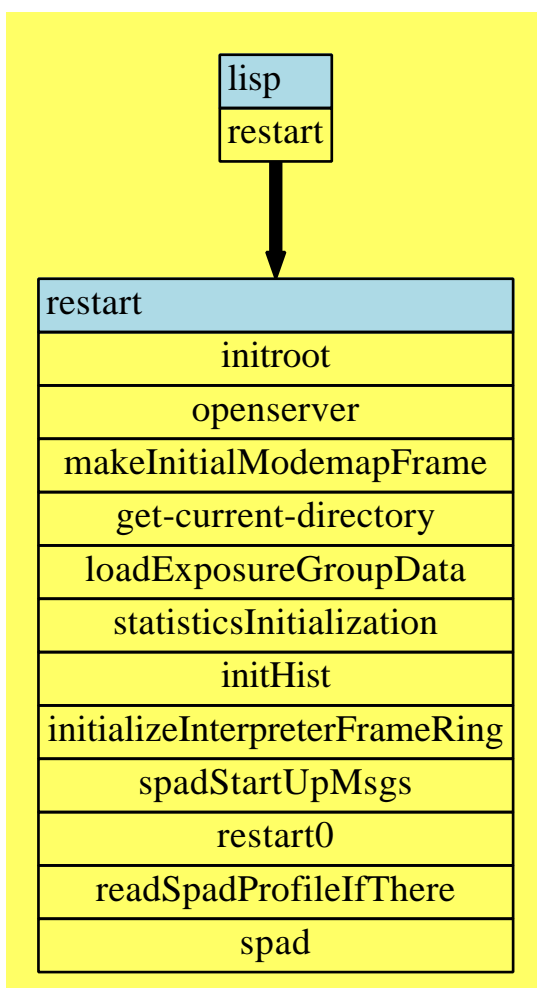 lisp
restart
restart
initroot
openserver
makeInitialModemapFrame
get-current-directory
loadExposureGroupData
statisticsInitialization
initHist
initializeInterpreterFrameRing
spadStartUpMsgs
restart0
readSpadProfileIfThere
spad